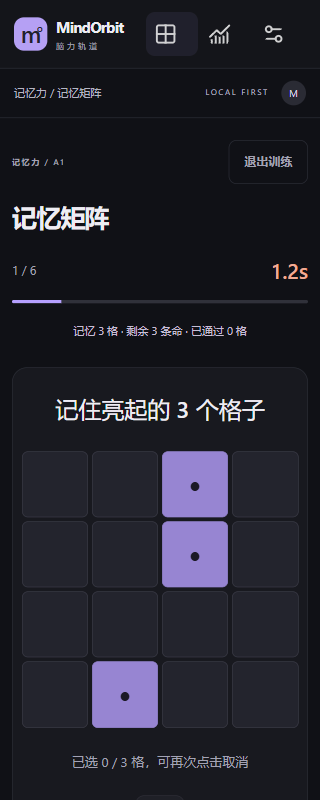 m
MindOrbit
脑力轨道
记忆力 / 记忆矩阵
LOCAL FIRST
M
记忆力 / A1
退出训练
记忆矩阵
1 / 6
1.2s
记忆 3 格 · 剩余 3 条命 · 已通过 0 格
记住亮起的 3 个格子
已选 0 / 3 格，可再次点击取消